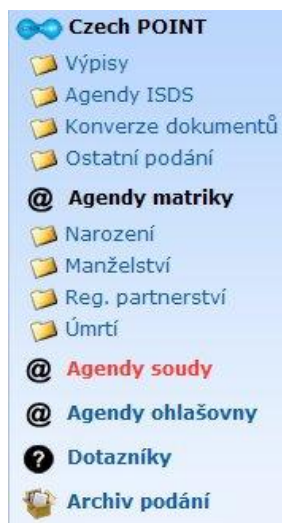 Czech POINT
Výpisy
Agendy ISDS
Konverze dokumentů
Ostatní podání
@ Agendy matriky
Narození
Manželství
Reg. partnerství
Úmrtí
@ Agendy soudy
@ Agendy ohlašovny
? Dotazníky
Archiv podání